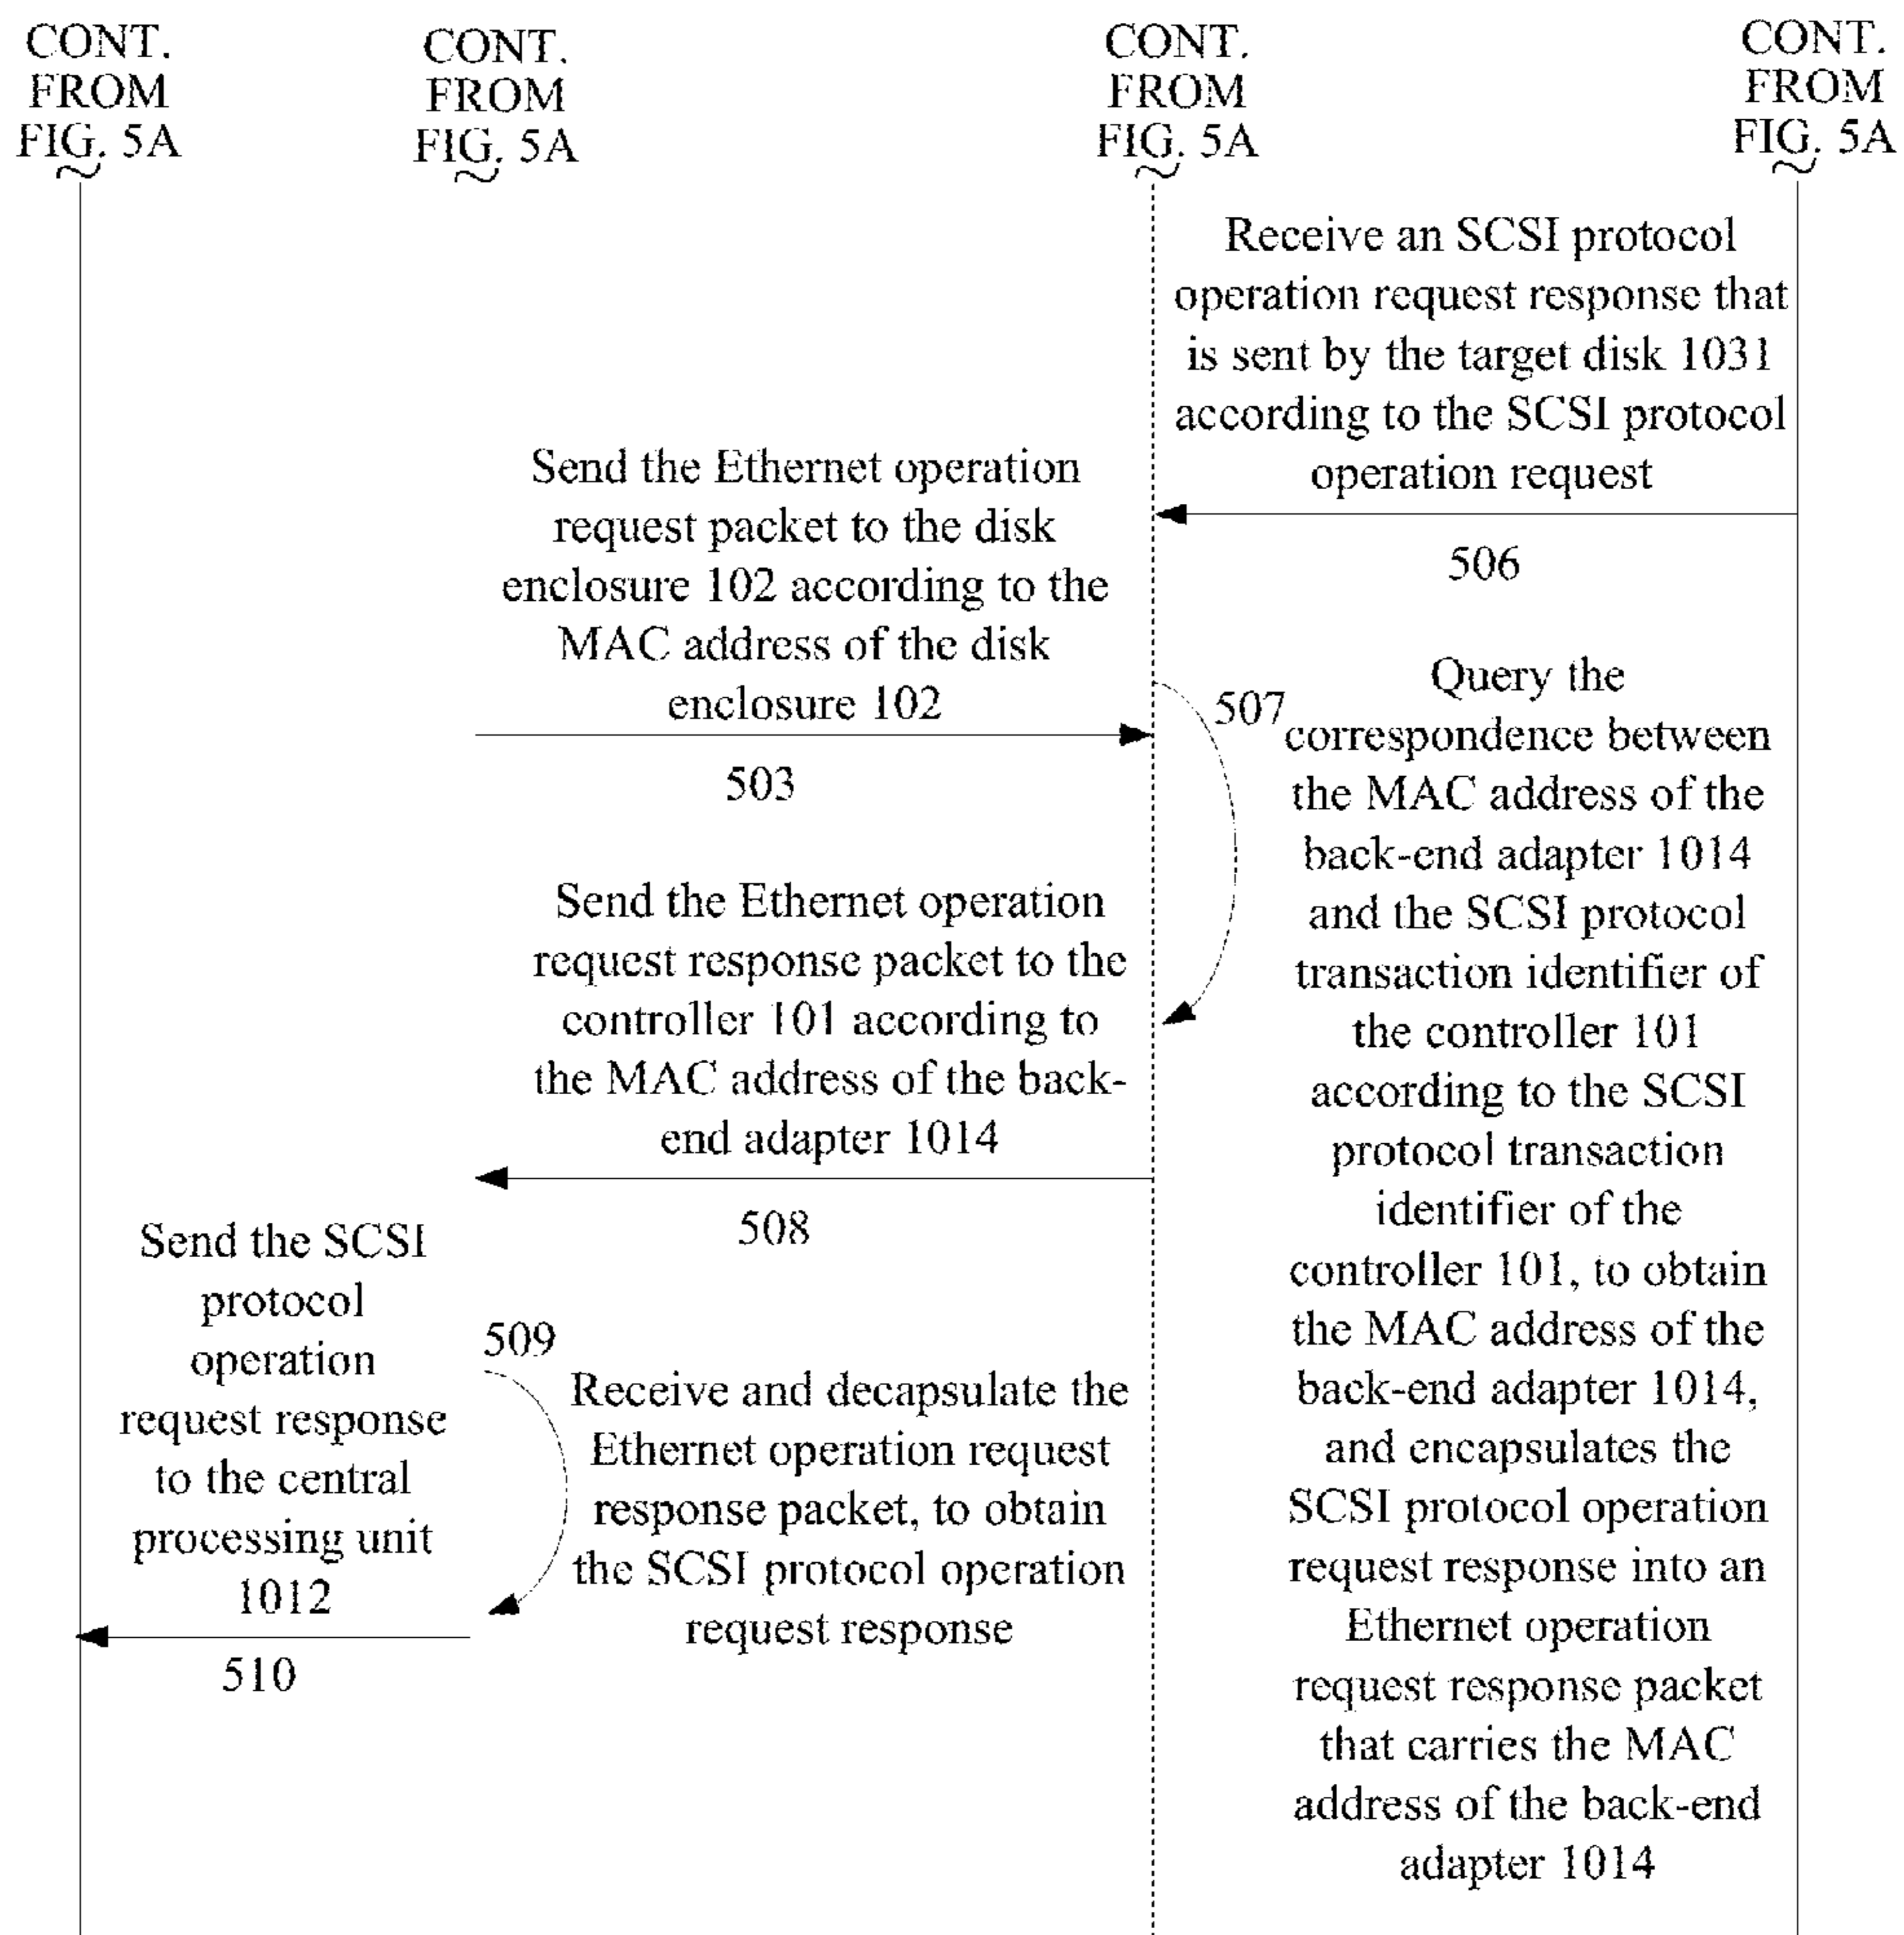 CONT.
FROM
FIG. 5A
CONT.
FROM
FIG. 5A
CONT.
FROM
FIG. 5A
CONT.
FROM
FIG. 5A
Receive an SCSI protocol
operation request response that
is sent by the target disk 1031
according to the SCSI protocol
operation request
506
Send the Ethernet operation
request packet to the disk
enclosure 102 according to the
MAC address of the disk
enclosure 102
503
507
Query the
correspondence between
the MAC address of the
back-end adapter 1014
and the SCSI protocol
transaction identifier of
the controller 101
according to the SCSI
protocol transaction
identifier of the
controller 101, to obtain
the MAC address of the
back-end adapter 1014,
and encapsulates the
SCSI protocol operation
request response into an
Ethernet operation
request response packet
that carries the MAC
address of the back-end
adapter 1014
Send the Ethernet operation
request response packet to the
controller 101 according to
the MAC address of the back-
end adapter 1014
508
509
Receive and decapsulate the
Ethernet operation request
response packet, to obtain
the SCSI protocol operation
request response
Send the SCSI
protocol
operation
request response
to the central
processing unit
1012
510